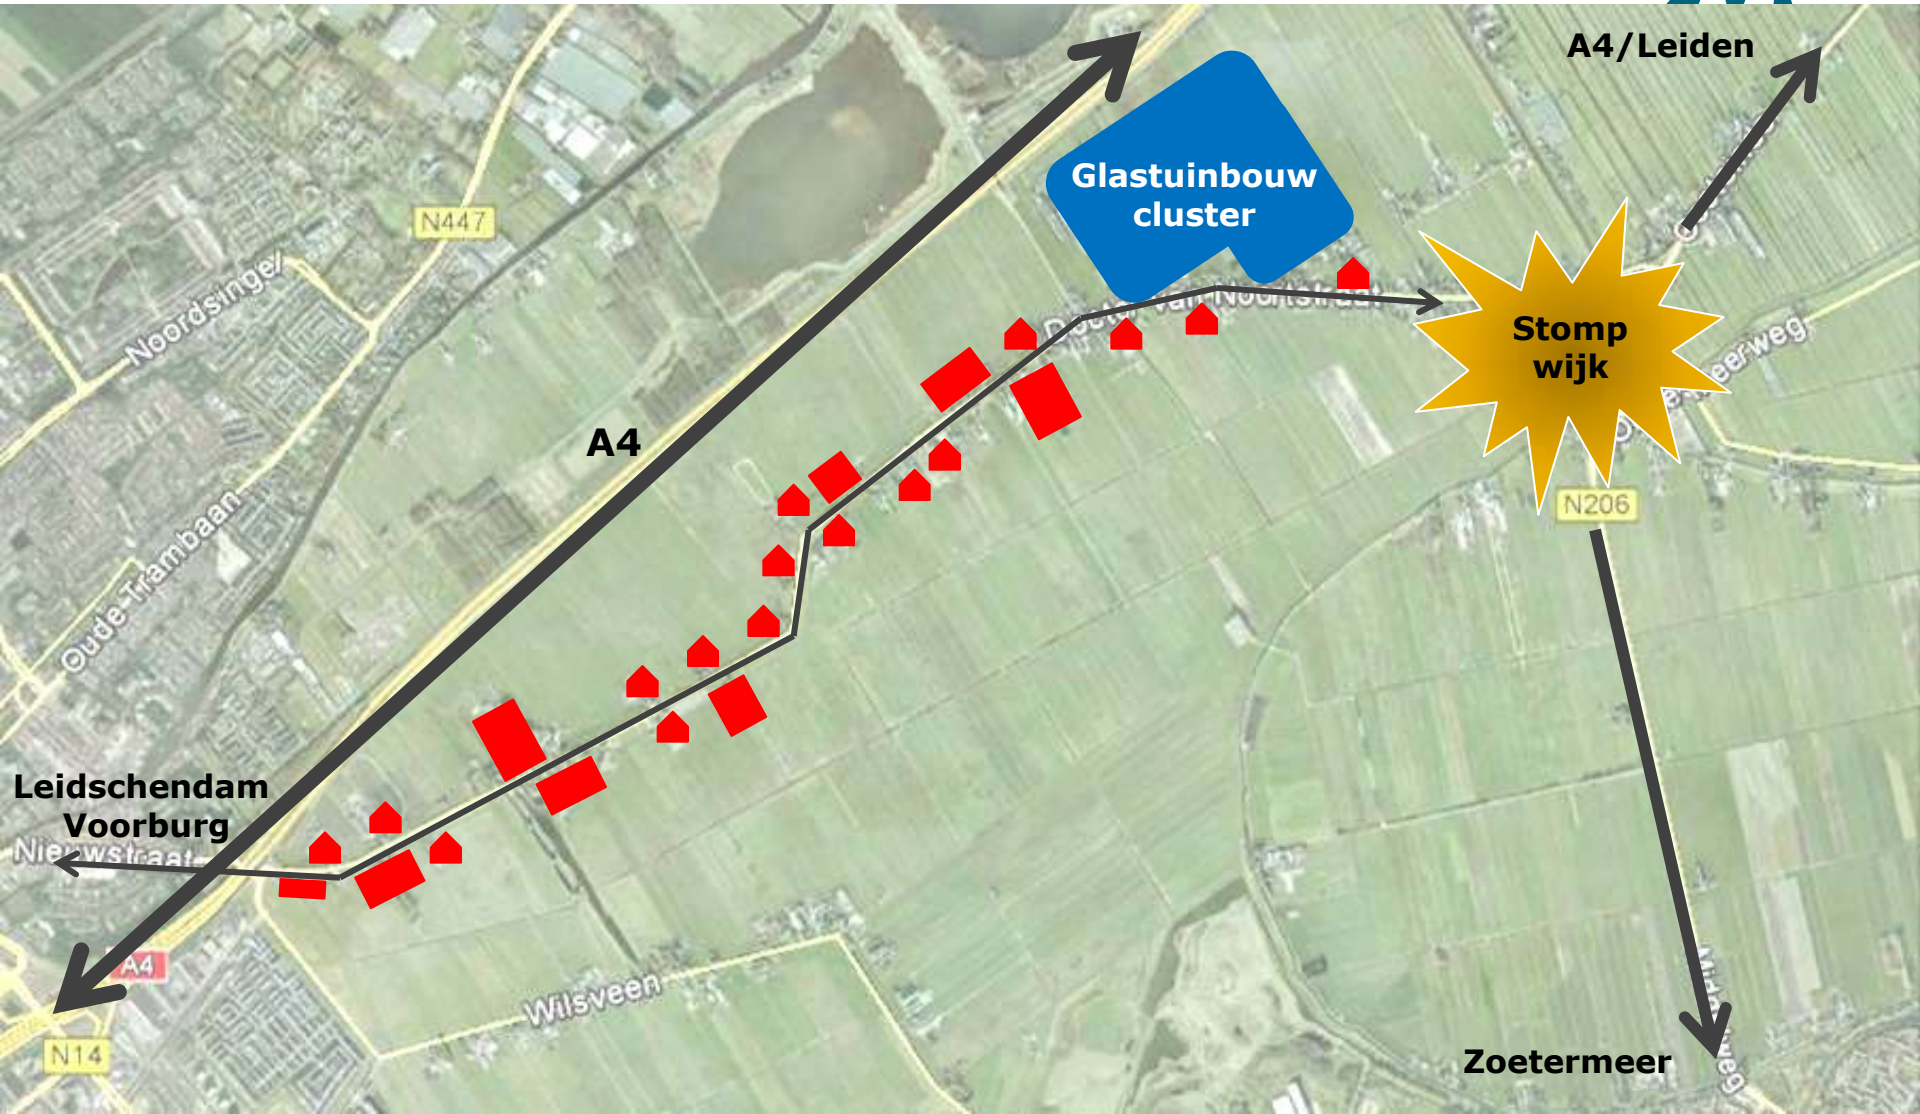 A4/Leiden
Glastuinbouw
cluster
N447
Noordsingel
Stomp
wijk
A4
N206
Oude-Trambaan
Leidschendam
Voorburg
Nieuwstraat
A4
Wilsveen
N14
Zoetermeer